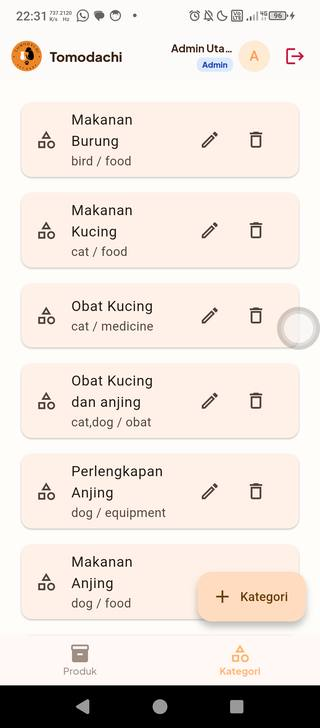 22:31
737.2120
K/s Hz
4G
96
Tomodachi
Admin Uta...
Admin
A
Makanan
Burung
bird / food
Makanan
Kucing
cat / food
Obat Kucing
cat / medicine
Obat Kucing
dan anjing
cat,dog / obat
Perlengkapan
Anjing
dog / equipment
Makanan
Anjing
dog / food
+ Kategori
Produk
Kategori